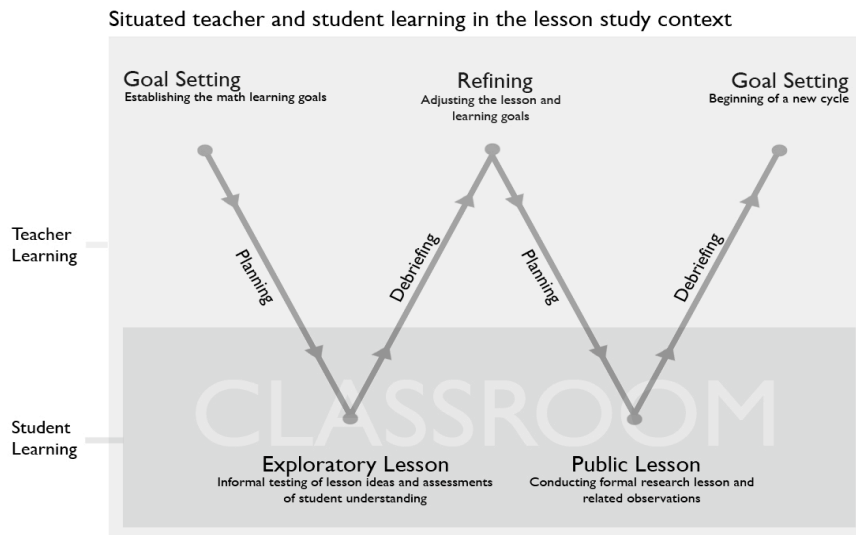 Situated teacher and student learning in the lesson study context
Goal Setting
Establishing the math learning goals
Refining
Adjusting the lesson and
learning goals
Goal Setting
Beginning of a new cycle
Teacher
Learning
Planning
Debriefing
Planning
Debriefing
CLASSROOM
Student
Learning
Exploratory Lesson
Informal testing of lesson ideas and assessments
of student understanding
Public Lesson
Conducting formal research lesson and
related observations